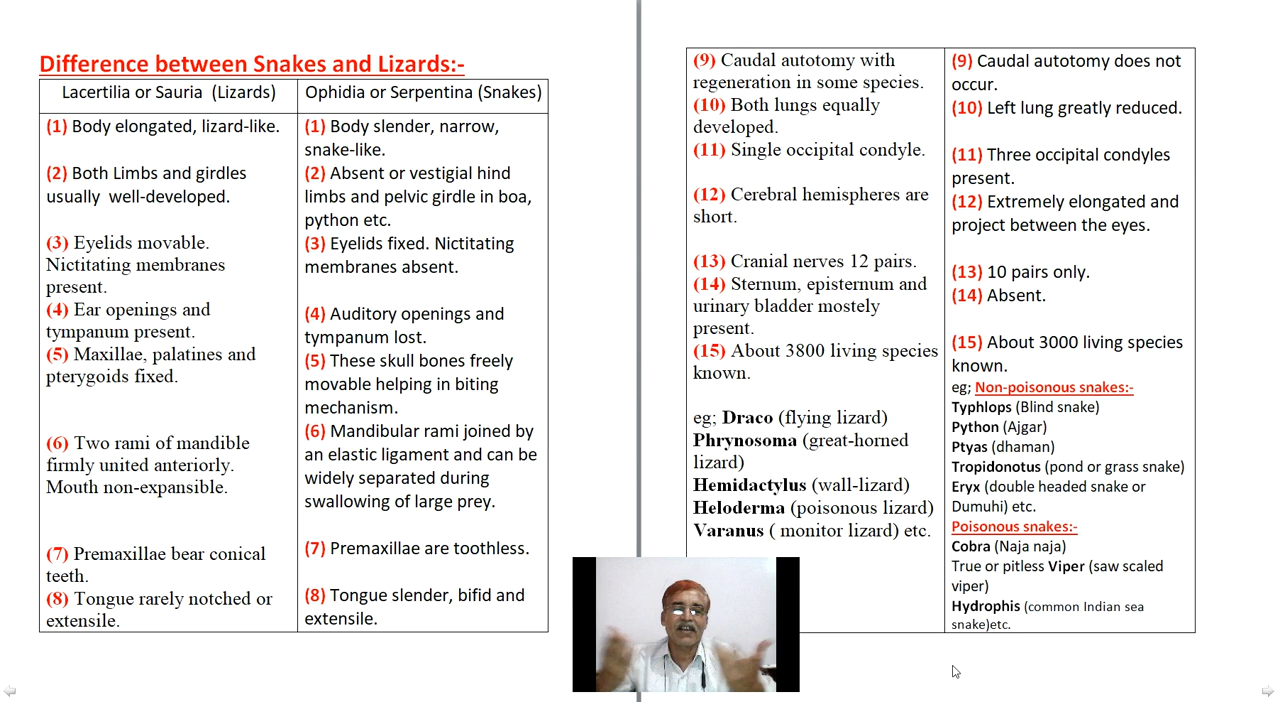 Difference between Snakes and Lizards:-
Lacertilia or Sauria (Lizards)
(1) Body elongated, lizard-like.
(2) Both Limbs and girdles
usually well-developed.
(3) Eyelids movable.
Nictitating membranes
present.
(4) Ear openings and
tympanum present.
(5) Maxillae, palatines and
pterygoids fixed.
(6) Two rami of mandible
firmly united anteriorly.
Mouth non-expansible.
(7) Premaxillae bear conical
teeth.
(8) Tongue rarely notched or
extensile.
Ophidia or Serpentina (Snakes)
(1) Body slender, narrow,
snake-like.
(2) Absent or vestigial hind
limbs and pelvic girdle in boa,
python etc.
(3) Eyelids fixed. Nictitating
membranes absent.
(4) Auditory openings and
tympanum lost.
(5) These skull bones freely
movable helping in biting
mechanism.
(6) Mandibular rami joined by
an elastic ligament and can be
widely separated during
swallowing of large prey.
(7) Premaxillae are toothless.
(8) Tongue slender, bifid and
extensile.
(9) Caudal autotomy with
regeneration in some species.
(10) Both lungs equally
developed.
(11) Single occipital condyle.
(12) Cerebral hemispheres are
short.
(13) Cranial nerves 12 pairs.
(14) Sternum, episternum and
urinary bladder mostely
present.
(15) About 3800 living species
known.
eg; Draco (flying lizard)
Phrynosoma (great-horned
lizard)
Hemidactylus (wall-lizard)
Heloderma (poisonous lizard)
Varanus ( monitor lizard) etc.
(9) Caudal autotomy does not
occur.
(10) Left lung greatly reduced.
(11) Three occipital condyles
present.
(12) Extremely elongated and
project between the eyes.
(13) 10 pairs only.
(14) Absent.
(15) About 3000 living species
known.
eg; Non-poisonous snakes:-
Typhlops (Blind snake)
Python (Ajgar)
Ptyas (dhaman)
Tropidonotus (pond or grass snake)
Eryx (double headed snake or
Dumuhi) etc.
Poisonous snakes:-
Cobra (Naja naja)
True or pitless Viper (saw scaled
viper)
Hydrophis (common Indian sea
snake)etc.